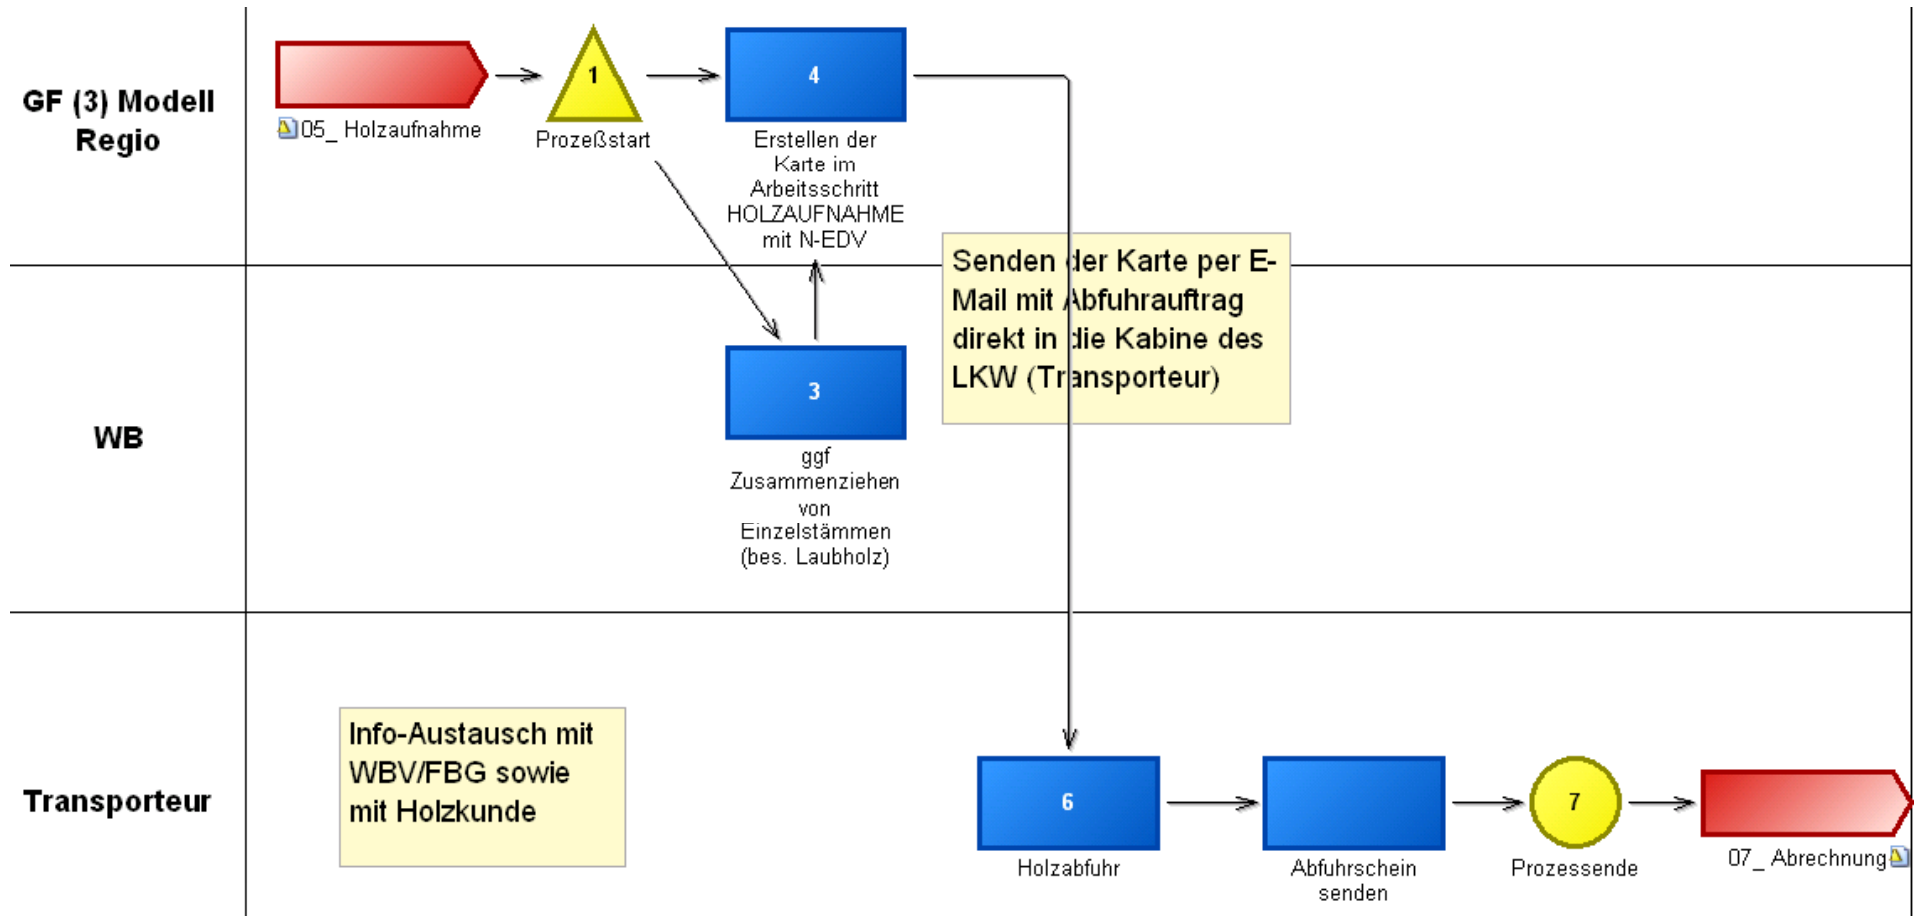 GF (3) Modell
Regio
05_ Holzaufnahme
1
Prozeßstart
4
Erstellen der
Karte im
Arbeitsschritt
HOLZAUFNAHME
mit N-EDV
Senden der Karte per E-
Mail mit Abfuhrauftrag
direkt in die Kabine des
LKW (Transporteur)
WB
3
ggf
Zusammenziehen
von
Einzelstämmen
(bes. Laubholz)
Transporteur
Info-Austausch mit
WBV/FBG sowie
mit Holzkunde
6
Holzabfuhr
Abfuhrschein
senden
7
Prozessende
07_ Abrechnung